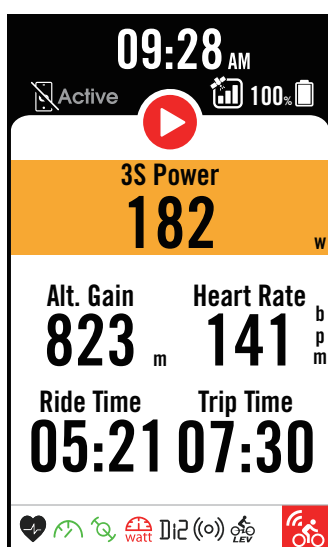 09:28 AM
Active 100%
3S Power
182 W
Alt. Gain Heart Rate
823 m 141 bpm
Ride Time Trip Time
05:21 07:30
watt Di2 LEV